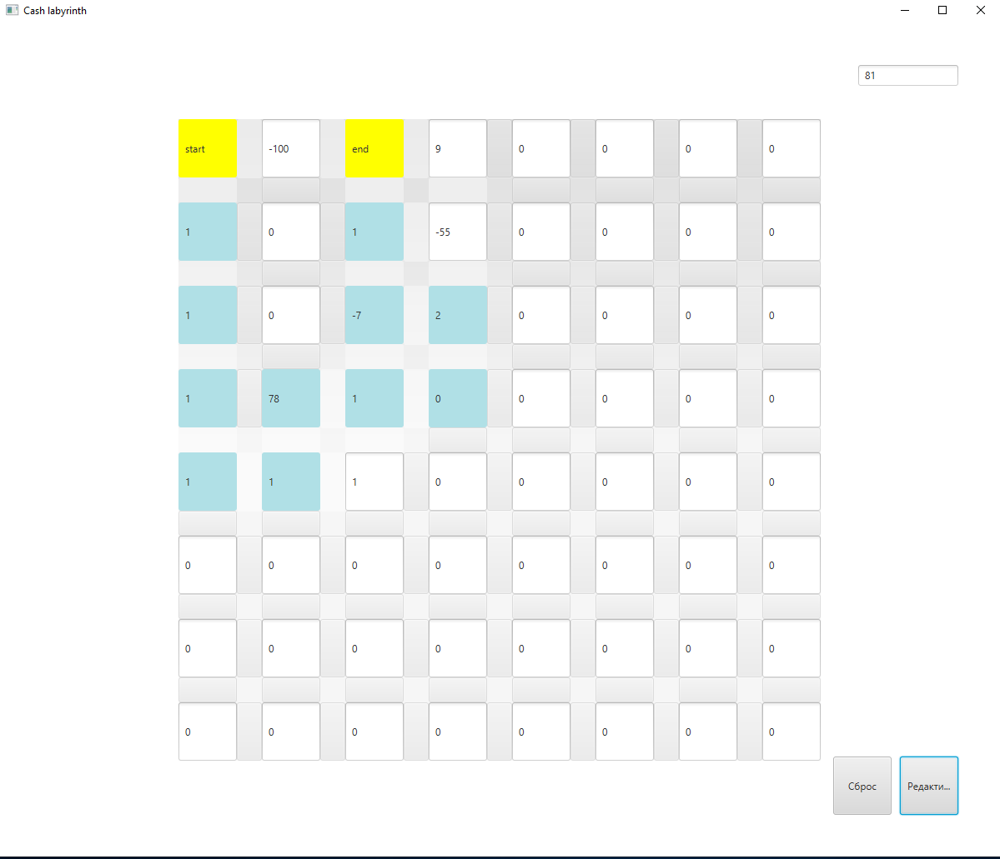 Cash labyrinth
81
start -100 end 9 0 0 0 0
1 0 1 -55 0 0 0 0
1 0 -7 2 0 0 0 0
1 78 1 0 0 0 0 0
1 1 1 0 0 0 0 0
0 0 0 0 0 0 0 0
0 0 0 0 0 0 0 0
0 0 0 0 0 0 0 0
Сброс Редакти...